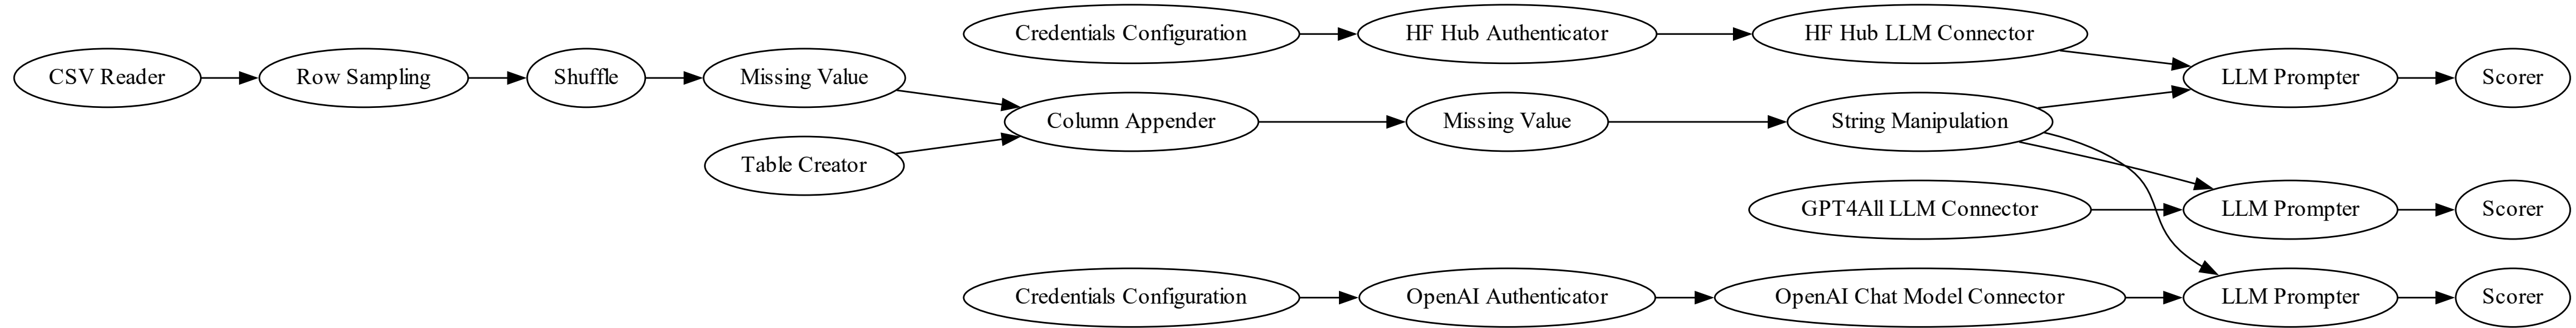 Credentials Configuration
HF Hub Authenticator
HF Hub LLM Connector
CSV Reader
Row Sampling
Shuffle
Missing Value
LLM Prompter
Scorer
Column Appender
Missing Value
String Manipulation
Table Creator
GPT4All LLM Connector
LLM Prompter
Scorer
Credentials Configuration
OpenAI Authenticator
OpenAI Chat Model Connector
LLM Prompter
Scorer